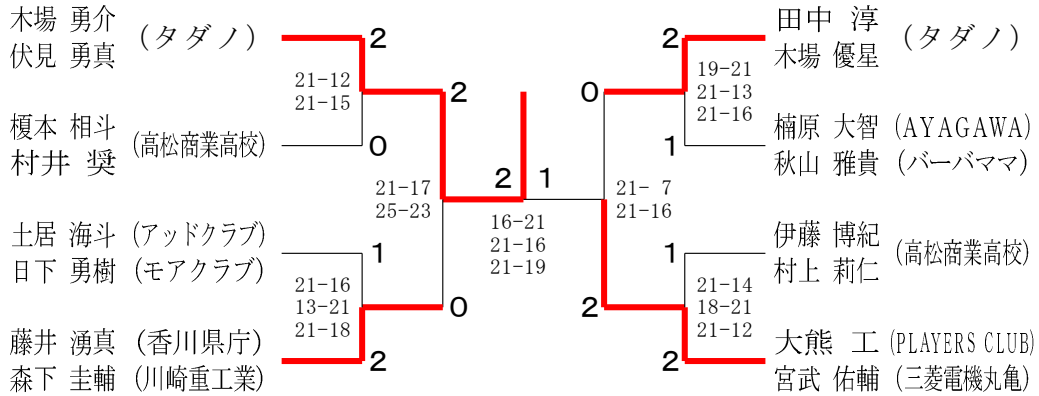 木場 勇介
伏見 勇真
(タダノ)
2
21-12
21-15
榎本 相斗
村井 奨
(高松商業高校)
0
2
21-17
25-23
土居 海斗 (アッドクラブ)
日下 勇樹 (モアクラブ)
1
21-16
13-21
21-18
藤井 湧真 (香川県庁)
森下 圭輔 (川崎重工業)
2
0
2
1
16-21
21-16
21-19
田中 淳
木場 優星
(タダノ)
2
19-21
21-13
21-16
楠原 大智 (AYAGAWA)
秋山 雅貴 (バーバママ)
1
0
21- 7
21-16
伊藤 博紀
村上 莉仁
(高松商業高校)
1
21-14
18-21
21-12
大熊 工 (PLAYERS CLUB)
宮武 佑輔 (三菱電機丸亀)
2
2